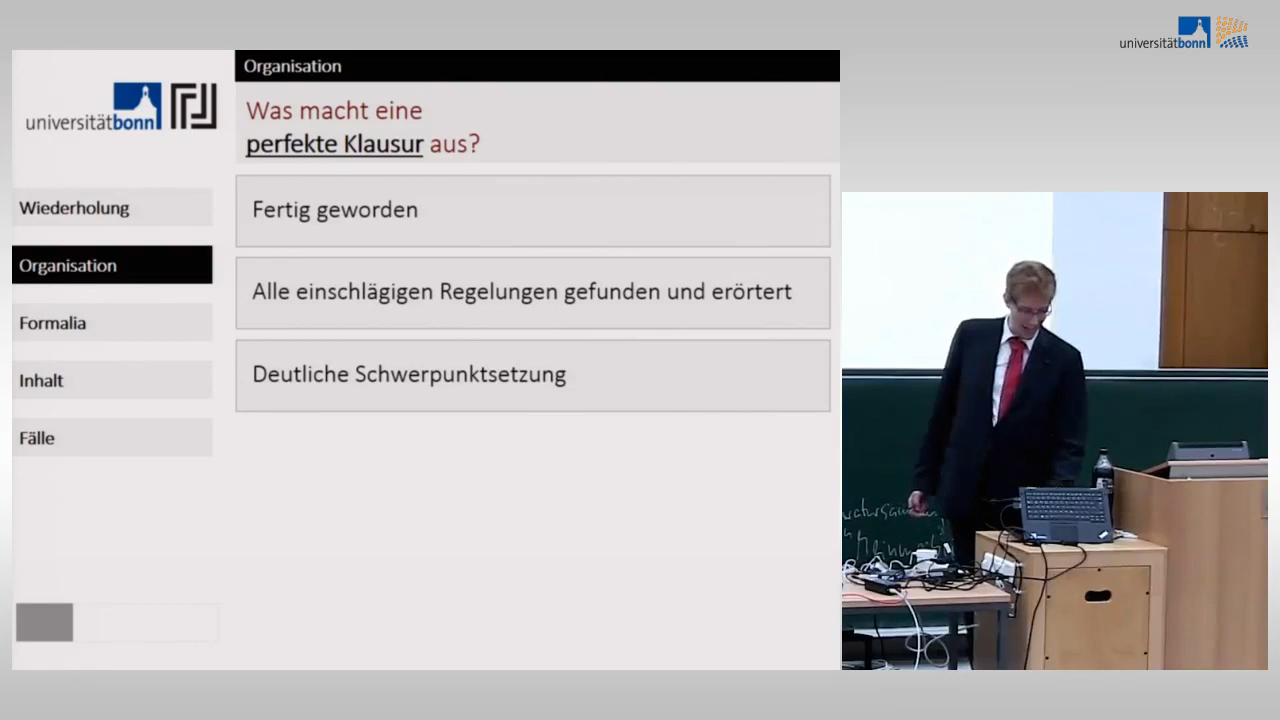 universitätbonn
Organisation
universitätbonn
Was macht eine
perfekte Klausur aus?
Wiederholung
Fertig geworden
Organisation
Alle einschlägigen Regelungen gefunden und erörtert
Formalia
Inhalt
Deutliche Schwerpunktsetzung
Fälle